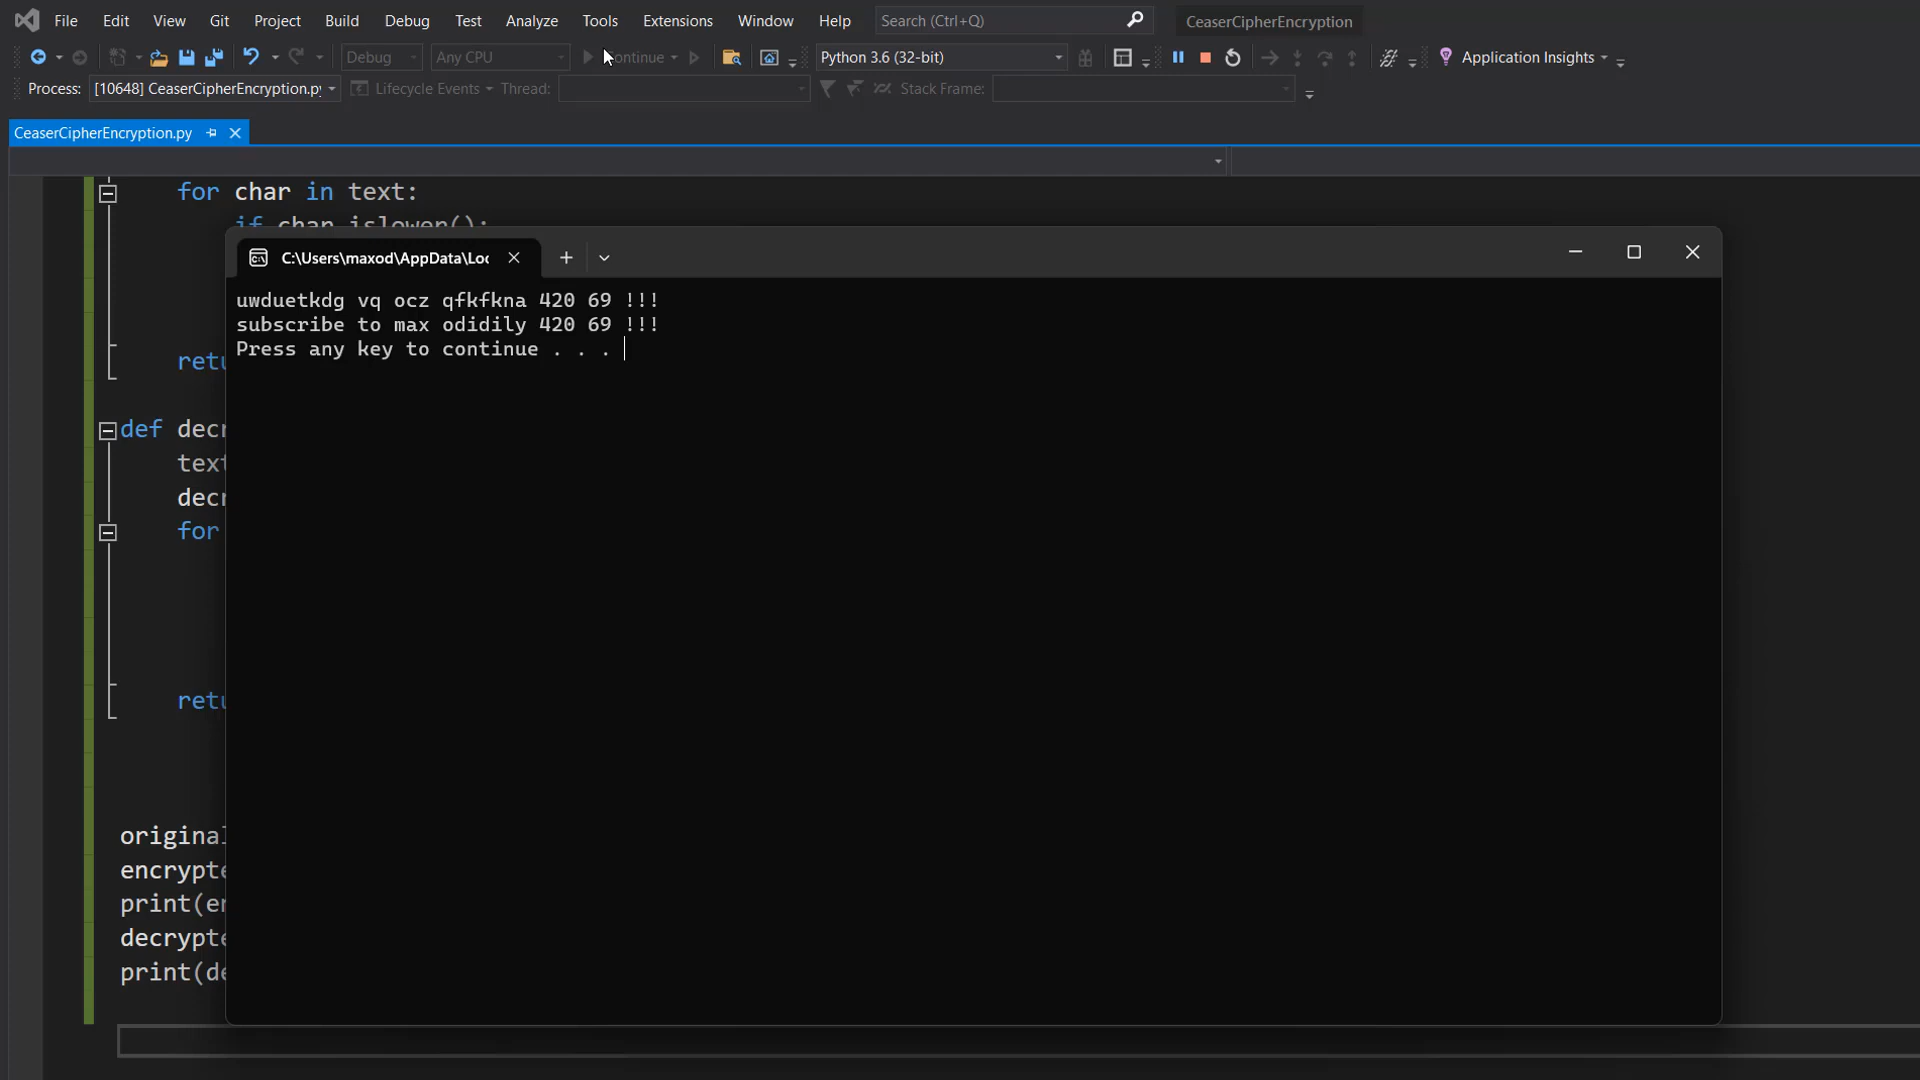 File Edit View Git Project Build Debug Test Analyze Tools Extensions Window Help Search (Ctrl+Q) CeaserCipherEncryption
Debug Any CPU Continue Python 3.6 (32-bit) Application Insights
Process: [10648] CeaserCipherEncryption.py Lifecycle Events Thread: Stack Frame:
CeaserCipherEncryption.py
for char in text:
if char.islower():
C:\Users\maxod\AppData\Loc
uwduetkdg vq ocz qfkfkna 420 69 !!!
subscribe to max odidily 420 69 !!!
Press any key to continue . . .
retu
def decr
text
decr
for
retu
original
encrypte
print(en
decrypte
print(de